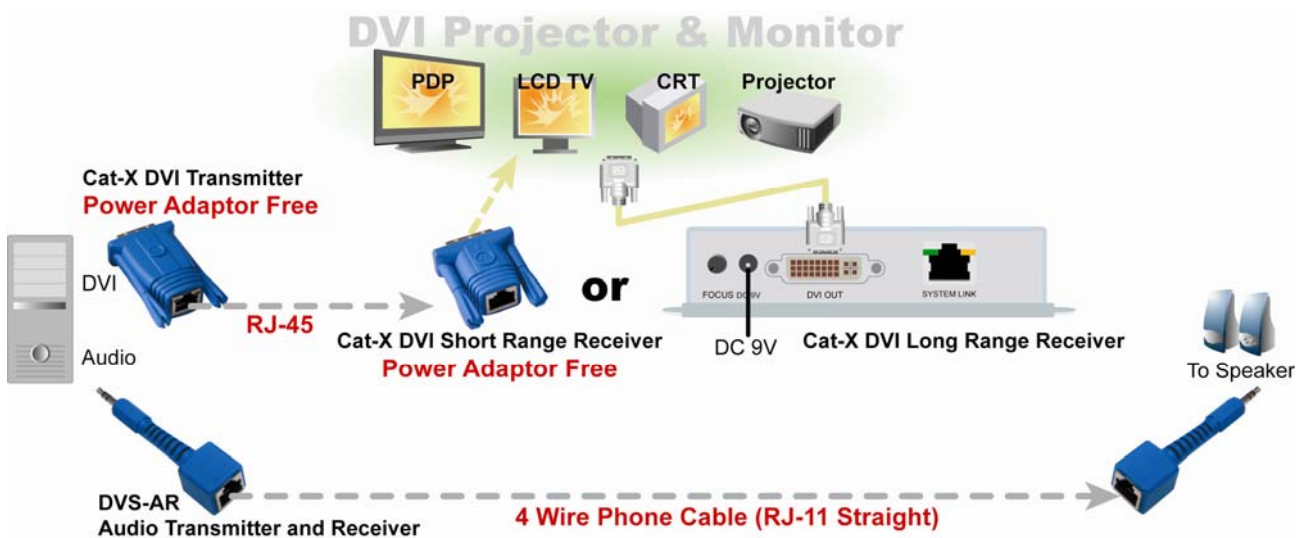 DVI Projector & Monitor
PDP
LCD TV
CRT
Projector
Cat-X DVI Transmitter
Power Adaptor Free
DVI
Audio
RJ-45
Cat-X DVI Short Range Receiver
Power Adaptor Free
or
FOCUS
DC 9V
DVI OUT
SYSTEM LINK
DC 9V
Cat-X DVI Long Range Receiver
To Speaker
DVS-AR
Audio Transmitter and Receiver
4 Wire Phone Cable (RJ-11 Straight)